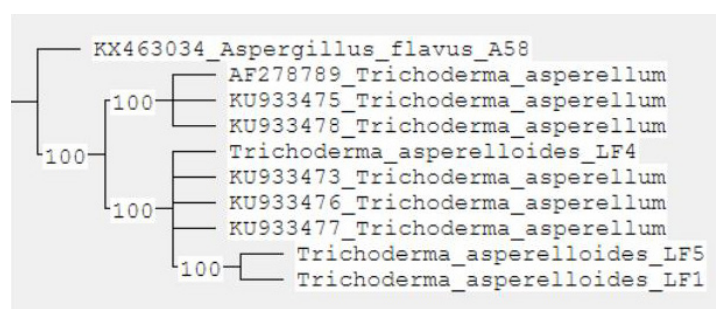 KX463034_Aspergillus_flavus_A58
AF278789_Trichoderma_asperellum
100
KU933475_Trichoderma_asperellum
KU933478_Trichoderma_asperellum
100
Trichoderma_asperelloides_LF4
KU933473_Trichoderma_asperellum
100
KU933476_Trichoderma_asperellum
KU933477_Trichoderma_asperellum
Trichoderma_asperelloides_LF5
100
Trichoderma_asperelloides_LF1